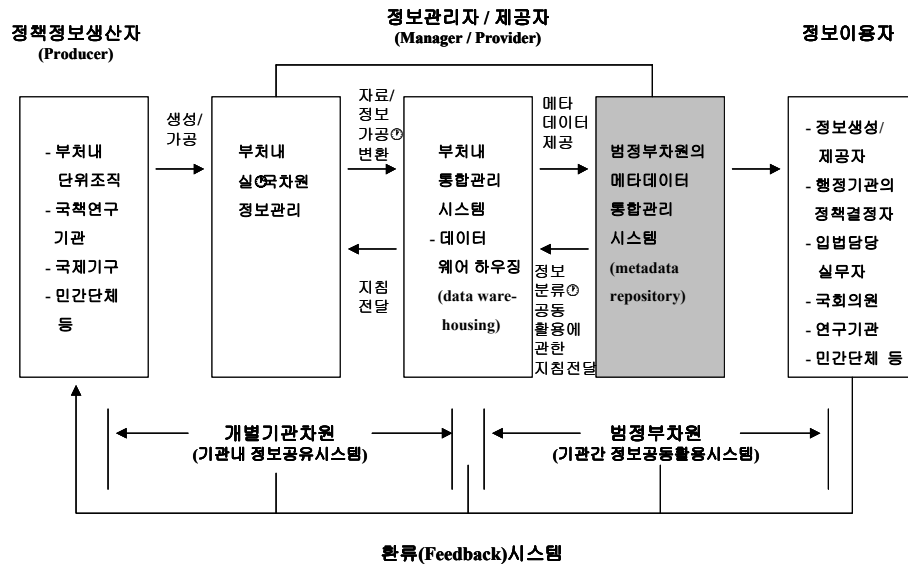 정책정보생산자
(Producer)
정보관리자 / 제공자
(Manager / Provider)
정보이용자
- 부처내
단위조직
- 국책연구
기관
- 국제기구
- 민간단체
등
생성/
가공
부처내
실🕐국차원
정보관리
자료/
정보
가공🕐
변환
지침
전달
부처내
통합관리
시스템
- 데이터
웨어 하우징
(data ware-
housing)
메타
데이터
제공
정보
분류🕐
공동
활용에
관한
지침전달
범정부차원의
메타데이터
통합관리
시스템
(metadata
repository)
- 정보생성/
제공자
- 행정기관의
정책결정자
- 입법담당
실무자
- 국회의원
- 연구기관
- 민간단체 등
개별기관차원
(기관내 정보공유시스템)
범정부차원
(기관간 정보공동활용시스템)
환류(Feedback)시스템